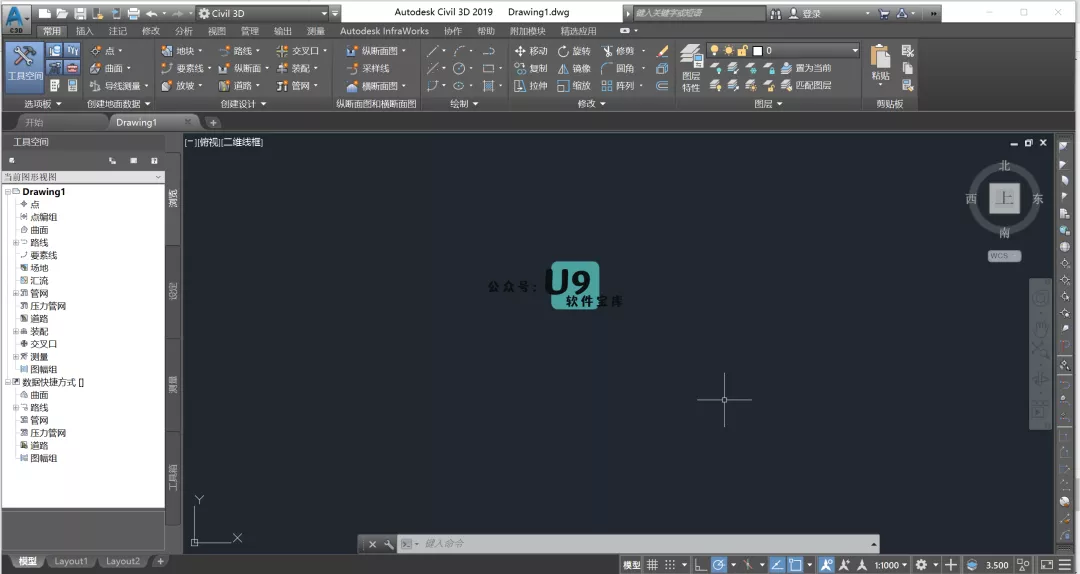 Civil 3D
Autodesk Civil 3D 2019 Drawing1.dwg
键入关键字或短语
登录
常用 插入 注记 修改 分析 视图 管理 输出 测量 Autodesk InfraWorks 协作 帮助 附加模块 精选应用
工具空间
点 地块 路线 交叉口 纵断面图 移动 旋转 修剪
曲面 要素线 纵断面 装配 采样线 复制 镜像 圆角
导线测量 放坡 道路 管网 横断面图 拉伸 缩放 阵列
图层特性
0
置为当前
匹配图层
粘贴
选项板 创建地面数据 创建设计 纵断面图和横断面图 绘制 修改 图层 剪贴板
开始 Drawing1
工具空间
当前图形视图
Drawing1
点
点编组
曲面
路线
要素线
场地
汇流
管网
压力管网
道路
装配
交叉口
测量
图幅组
数据快捷方式 []
曲面
路线
管网
压力管网
道路
图幅组
浏览
设定
测量
工具箱
[-][俯视][二维线框]
北
西 上 东
南
WCS
公众号:
U9
软件宝库
Y
X
键入命令
模型 Layout1 Layout2 +
模型 1:1000 3.500